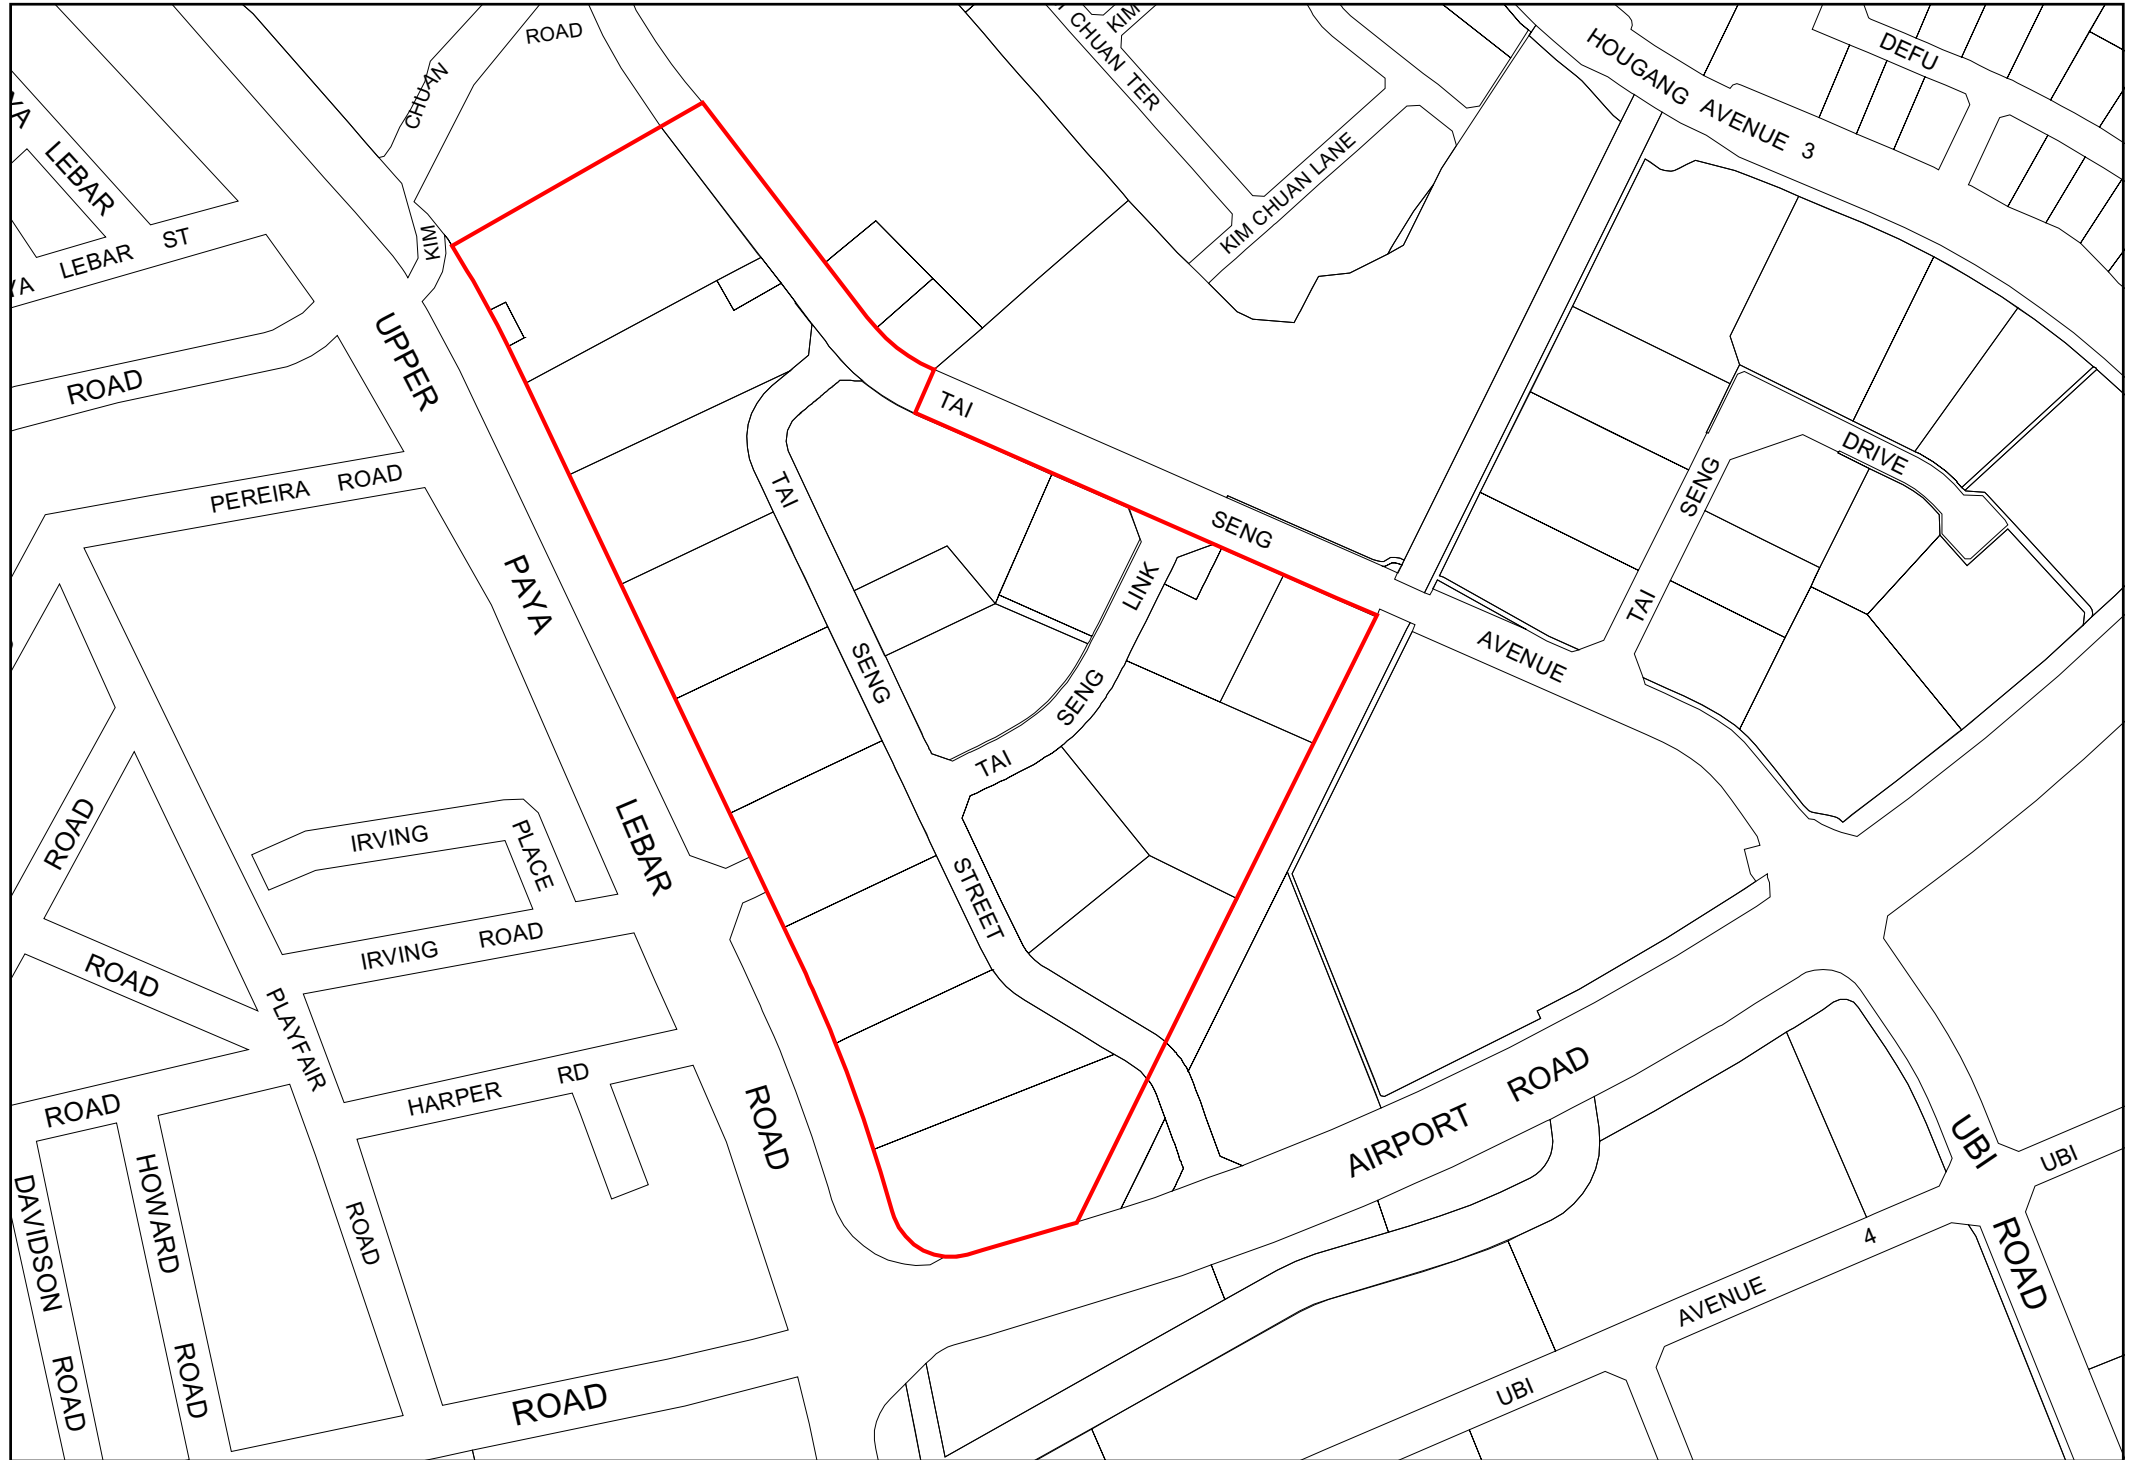 ROAD
CHUAN
KIM
CHUAN TER
KIM
KIM CHUAN LANE
HOUGANG AVENUE 3
DEFU
LEBAR
LEBAR ST
ROAD
UPPER
PAYA
LEBAR
ROAD
PEREIRA ROAD
TAI
SENG
AVENUE
TAI
SENG
STREET
TAI
SENG
LINK
TAI
SENG
DRIVE
ROAD
ROAD
IRVING
PLACE
IRVING ROAD
PLAYFAIR
ROAD
HARPER RD
ROAD
HOWARD
ROAD
DAVIDSON
ROAD
ROAD
AIRPORT ROAD
UBI
ROAD
UBI
UBI
AVENUE
4